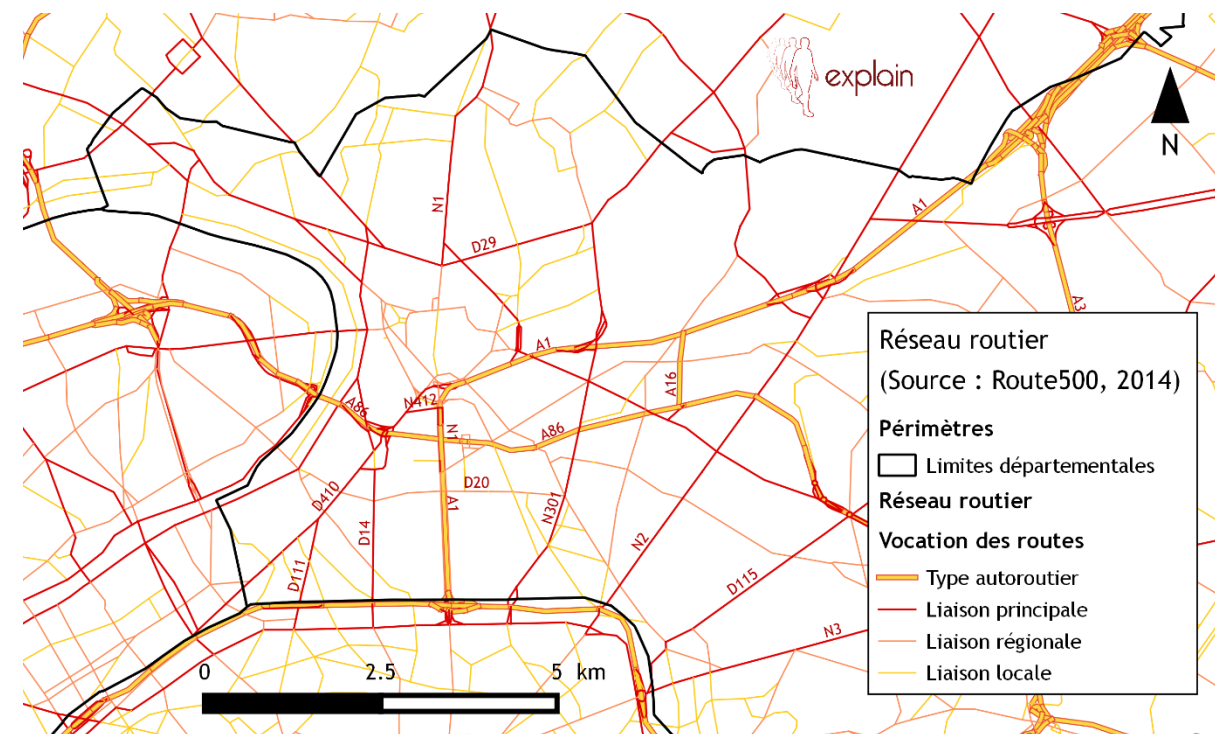 explain
N
A1
N1
D29
A3
A1
A16
N412
A86
N1
A86
D20
D410
A1
N301
D14
N2
D111
D115
N3
Réseau routier
(Source : Route500, 2014)
Périmètres
Limites départementales
Réseau routier
Vocation des routes
Type autoroutier
Liaison principale
Liaison régionale
Liaison locale
0 2.5 5 km